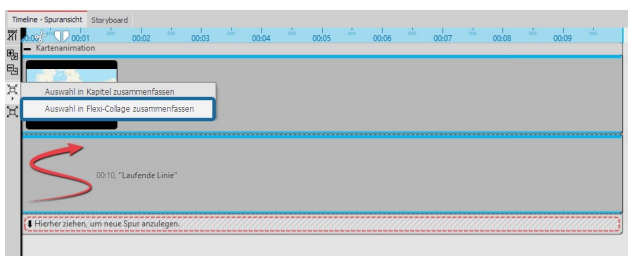 Timeline - Spuransicht Storyboard
00:01 00:02 00:03 00:04 00:05 00:06 00:07 00:08 00:09
Kartenanimation
Auswahl in Kapitel zusammenfassen
Auswahl in Flexi-Collage zusammenfassen
00:10, "Laufende Linie"
Hierher ziehen, um neue Spur anzulegen.